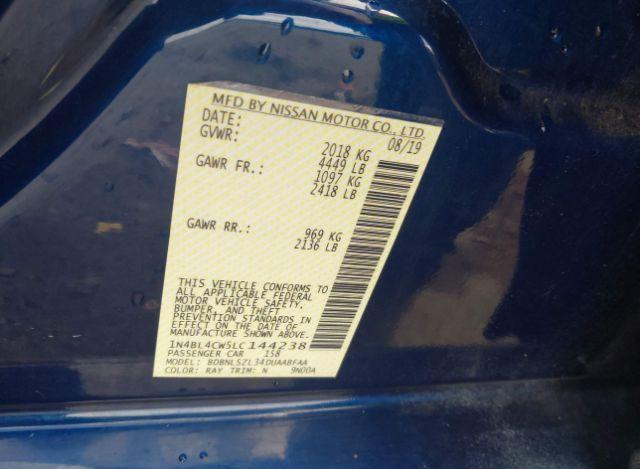 MFD BY NISSAN MOTOR CO., LTD.
DATE: 08/19
GVWR: 2018 KG
4449 LB
GAWR FR.: 1097 KG
2418 LB
GAWR RR.: 969 KG
2136 LB
THIS VEHICLE CONFORMS TO
ALL APPLICABLE FEDERAL
MOTOR VEHICLE SAFETY,
BUMPER, AND THEFT
PREVENTION STANDARDS IN
EFFECT ON THE DATE OF
MANUFACTURE SHOWN ABOVE.
1N4BL4CW5LC144238
PASSENGER CAR 158
MODEL: BDBNLSZL34DUAABFAA
COLOR: RAY TRIM: N 9N00A